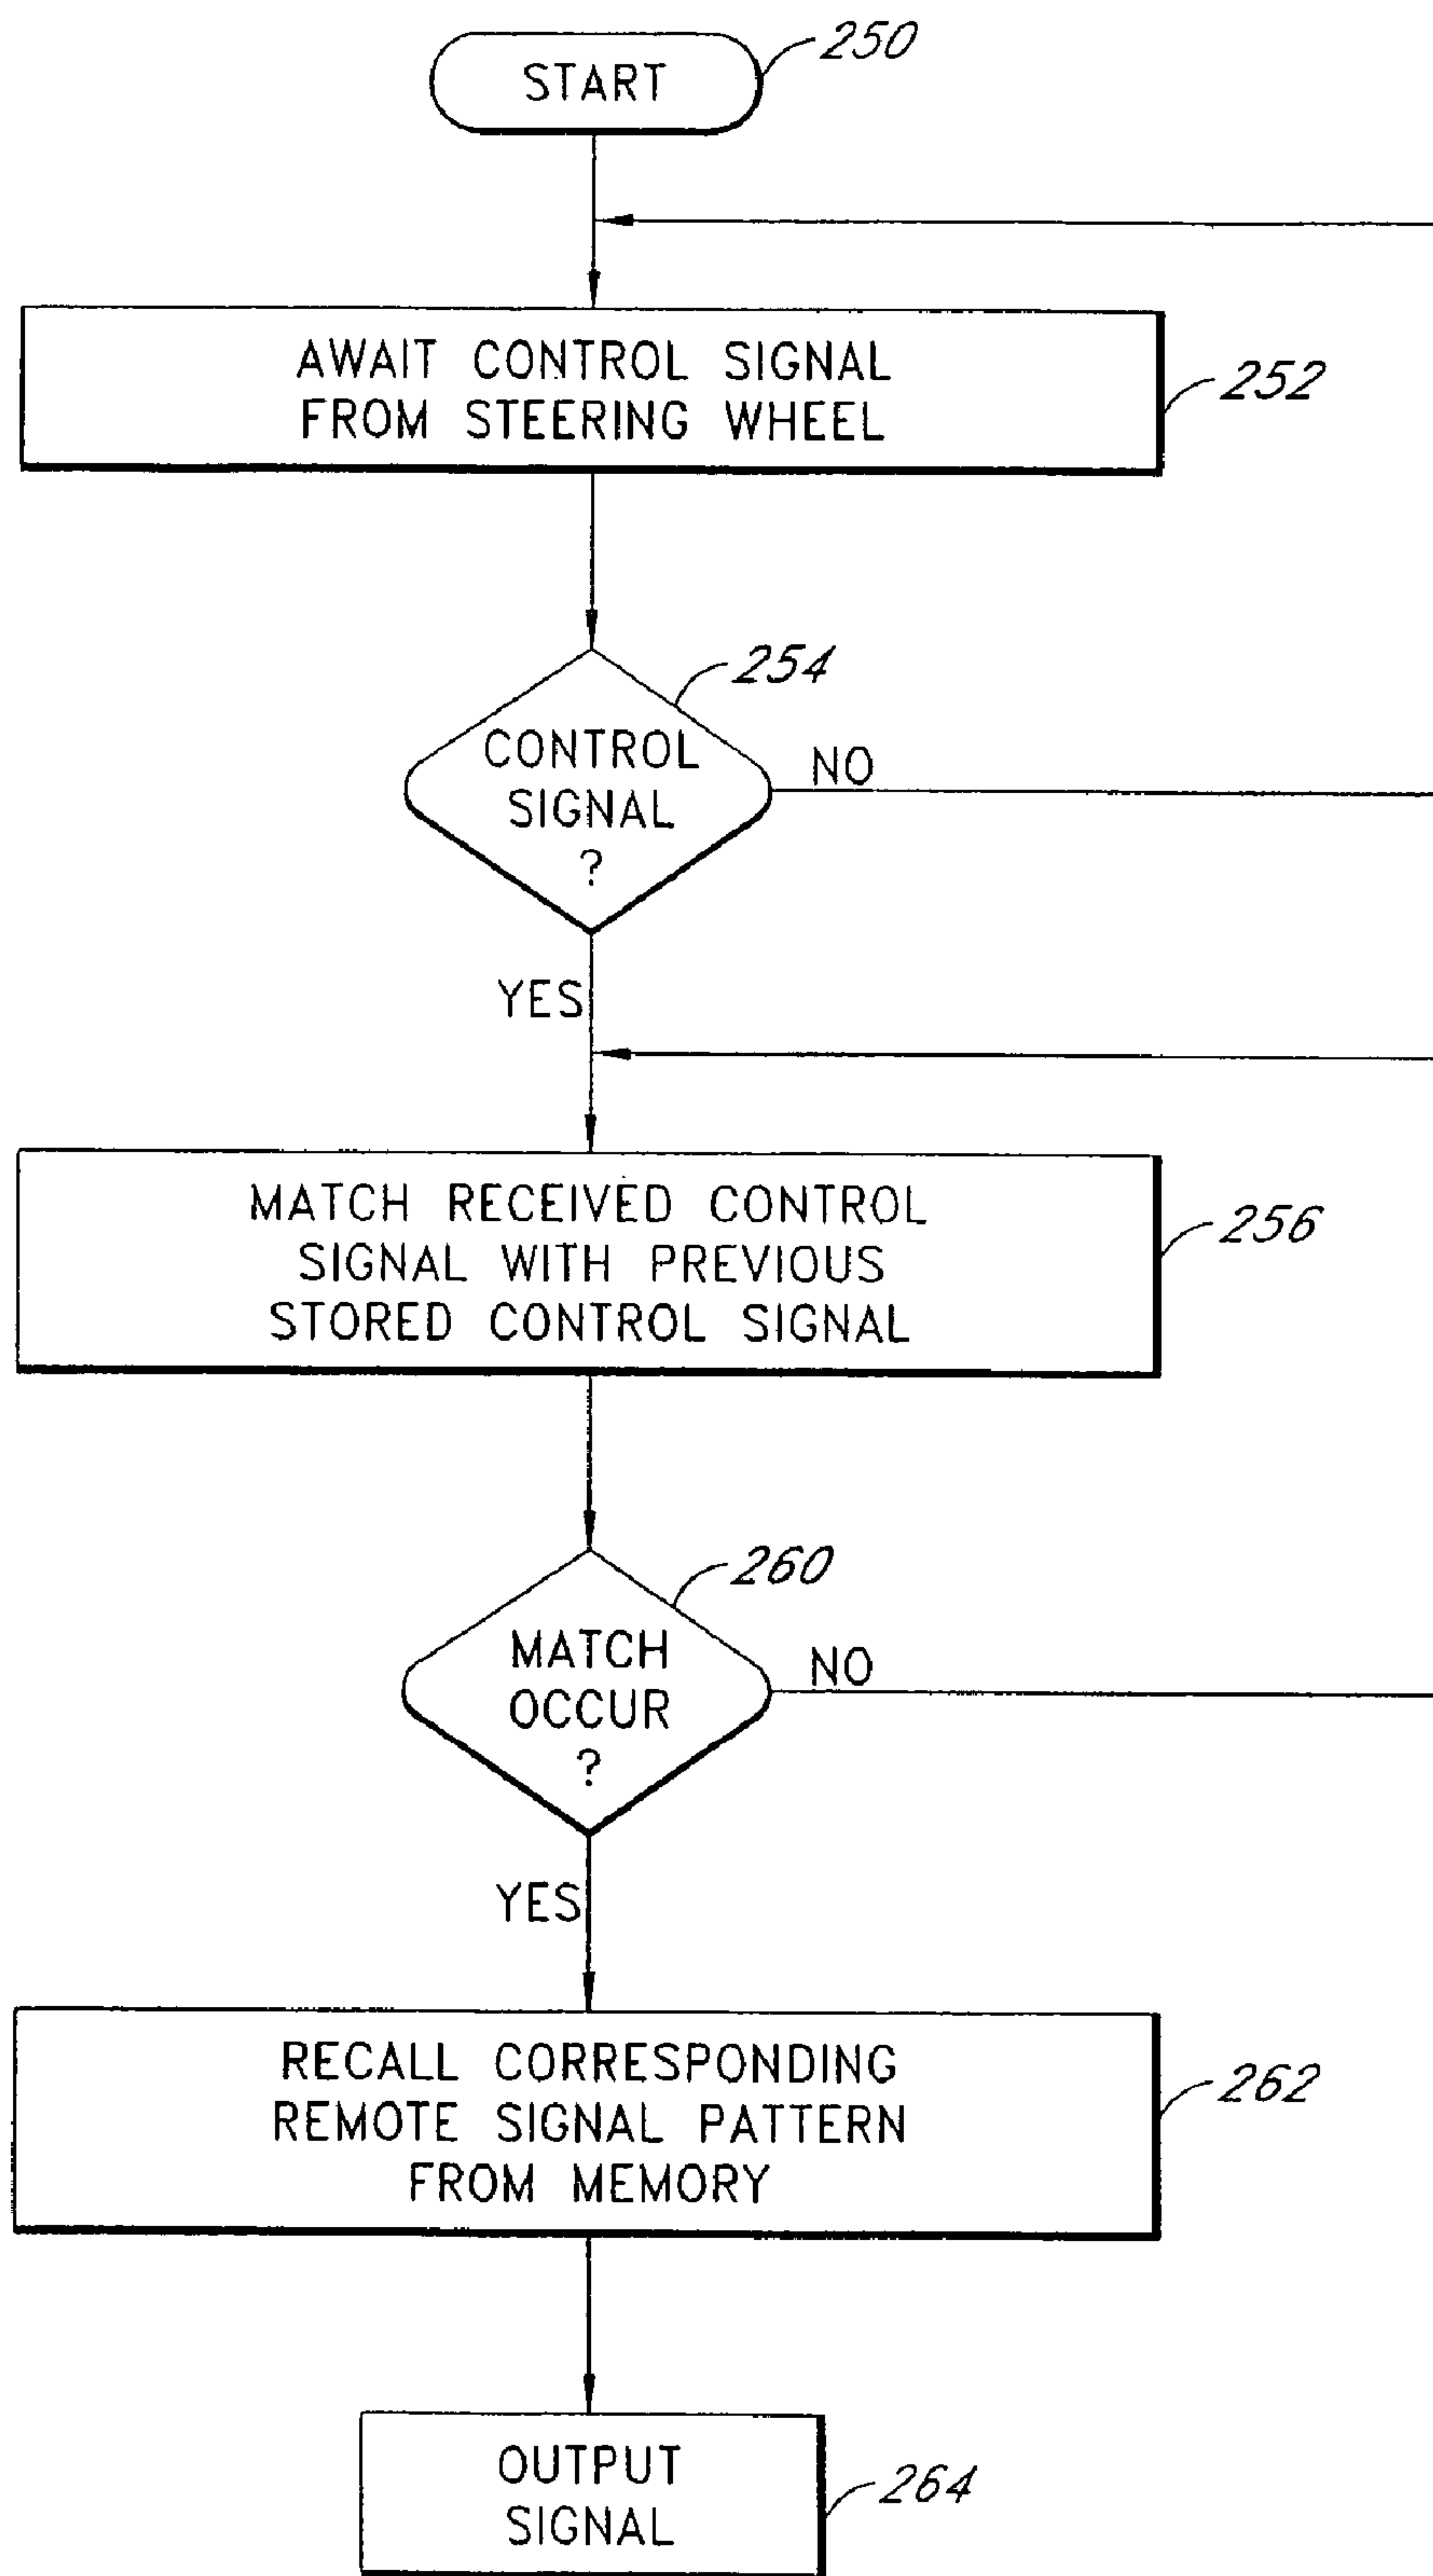 START
250
AWAIT CONTROL SIGNAL
FROM STEERING WHEEL
252
254
CONTROL
SIGNAL
?
NO
YES
MATCH RECEIVED CONTROL
SIGNAL WITH PREVIOUS
STORED CONTROL SIGNAL
256
260
MATCH
OCCUR
?
NO
YES
RECALL CORRESPONDING
REMOTE SIGNAL PATTERN
FROM MEMORY
262
OUTPUT
SIGNAL
264